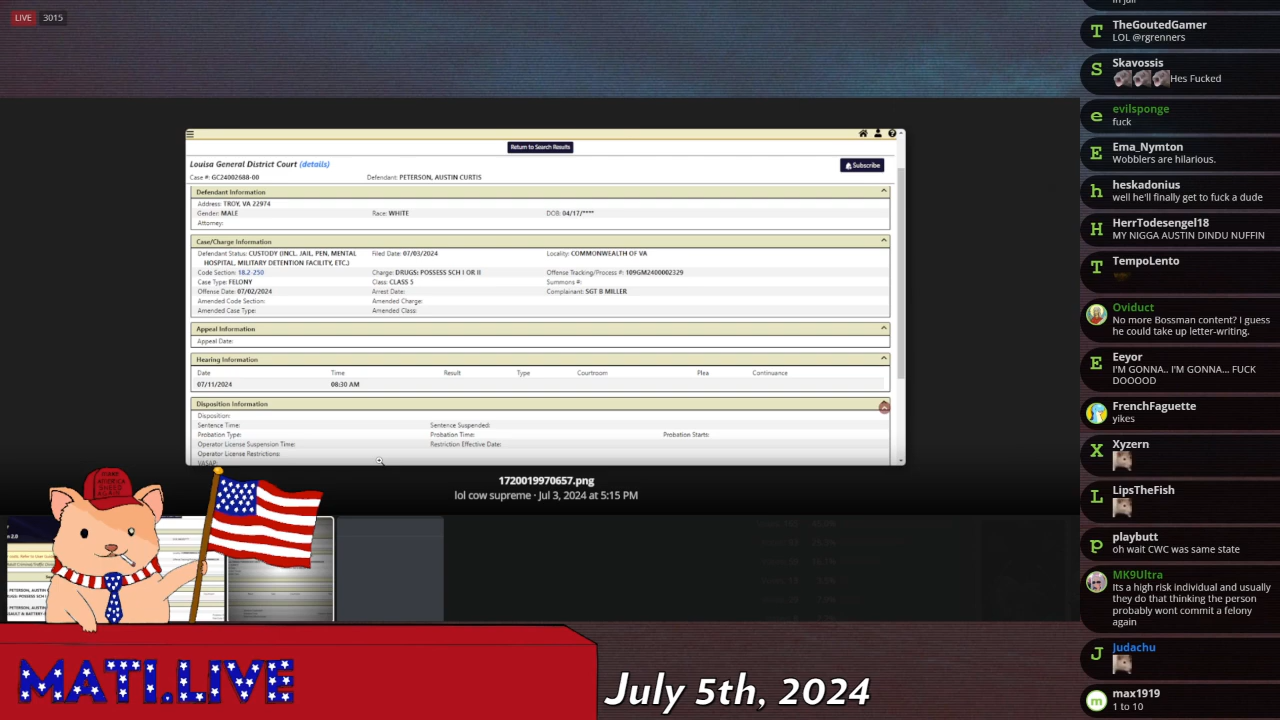 LIVE 3015
Return to Search Results
Louisa General District Court (details)
Subscribe
Case #: GC24002688-00 Defendant: PETERSON, AUSTIN CURTIS
Defendant Information
Address: TROY, VA 22974
Gender: MALE Race: WHITE DOB: 04/17/****
Attorney:
Case/Charge Information
Defendant Status: CUSTODY (INCL. JAIL, PEN, MENTAL Filed Date: 07/03/2024 Locality: COMMONWEALTH OF VA
HOSPITAL, MILITARY DETENTION FACILITY, ETC.)
Code Section: 18.2-250 Charge: DRUGS: POSSESS SCH I OR II Offense Tracking/Process #: 109GM2400002329
Case Type: FELONY Class: CLASS 5 Summons #:
Offense Date: 07/02/2024 Arrest Date: Complainant: SGT B MILLER
Amended Code Section: Amended Charge:
Amended Case Type: Amended Class:
Appeal Information
Appeal Date:
Hearing Information
Date Time Result Type Courtroom Plea Continuance
07/11/2024 08:30 AM
Disposition Information
Disposition:
Sentence Time: Sentence Suspended:
Probation Type: Probation Time: Probation Starts:
Operator License Suspension Time: Restriction Effective Date:
Operator License Restrictions:
VASAP:
1720019970657.png
lol cow supreme · Jul 3, 2024 at 5:15 PM
MATI.LIVE
July 5th, 2024
in jail
TheGoutedGamer
LOL @rgrenners
Skavossis
Hes Fucked
evilsponge
fuck
Ema_Nymton
Wobblers are hilarious.
heskadonius
well he'll finally get to fuck a dude
HerrTodesengel18
MY NIGGA AUSTIN DINDU NUFFIN
TempoLento
Oviduct
No more Bossman content? I guess
he could take up letter-writing.
Eeyor
I'M GONNA.. I'M GONNA... FUCK
DOOOOD
FrenchFapkate
yikes mr
Xyzern
LipsTheFish
playbutt
oh wait CWC is same state
MK9Ultra
Its a high risk individual and usually
they do that thinking the person
probably wont commit a felony
again
Judachu
max1919
1 to 10